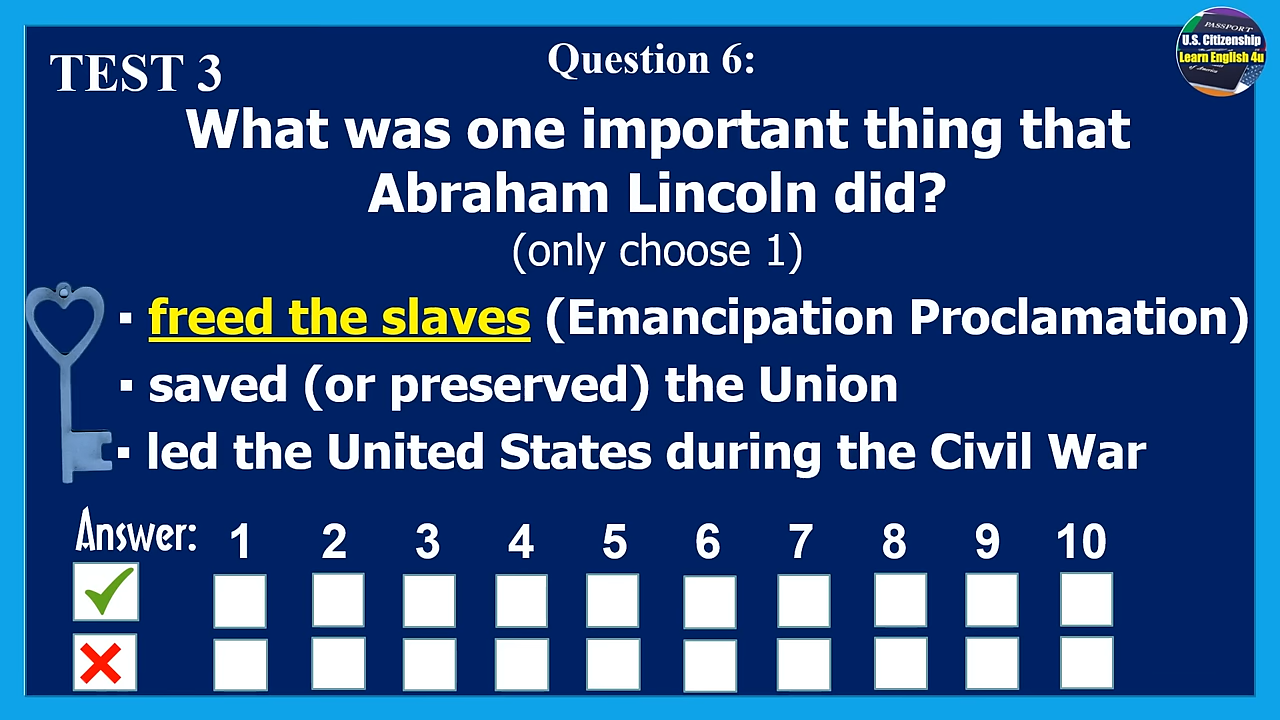 TEST 3
Question 6:
PASSPORT
U.S. Citizenship
Learn English 4u
of America
What was one important thing that
Abraham Lincoln did?
(only choose 1)
▪ freed the slaves (Emancipation Proclamation)
▪ saved (or preserved) the Union
▪ led the United States during the Civil War
Answer: 1 2 3 4 5 6 7 8 9 10